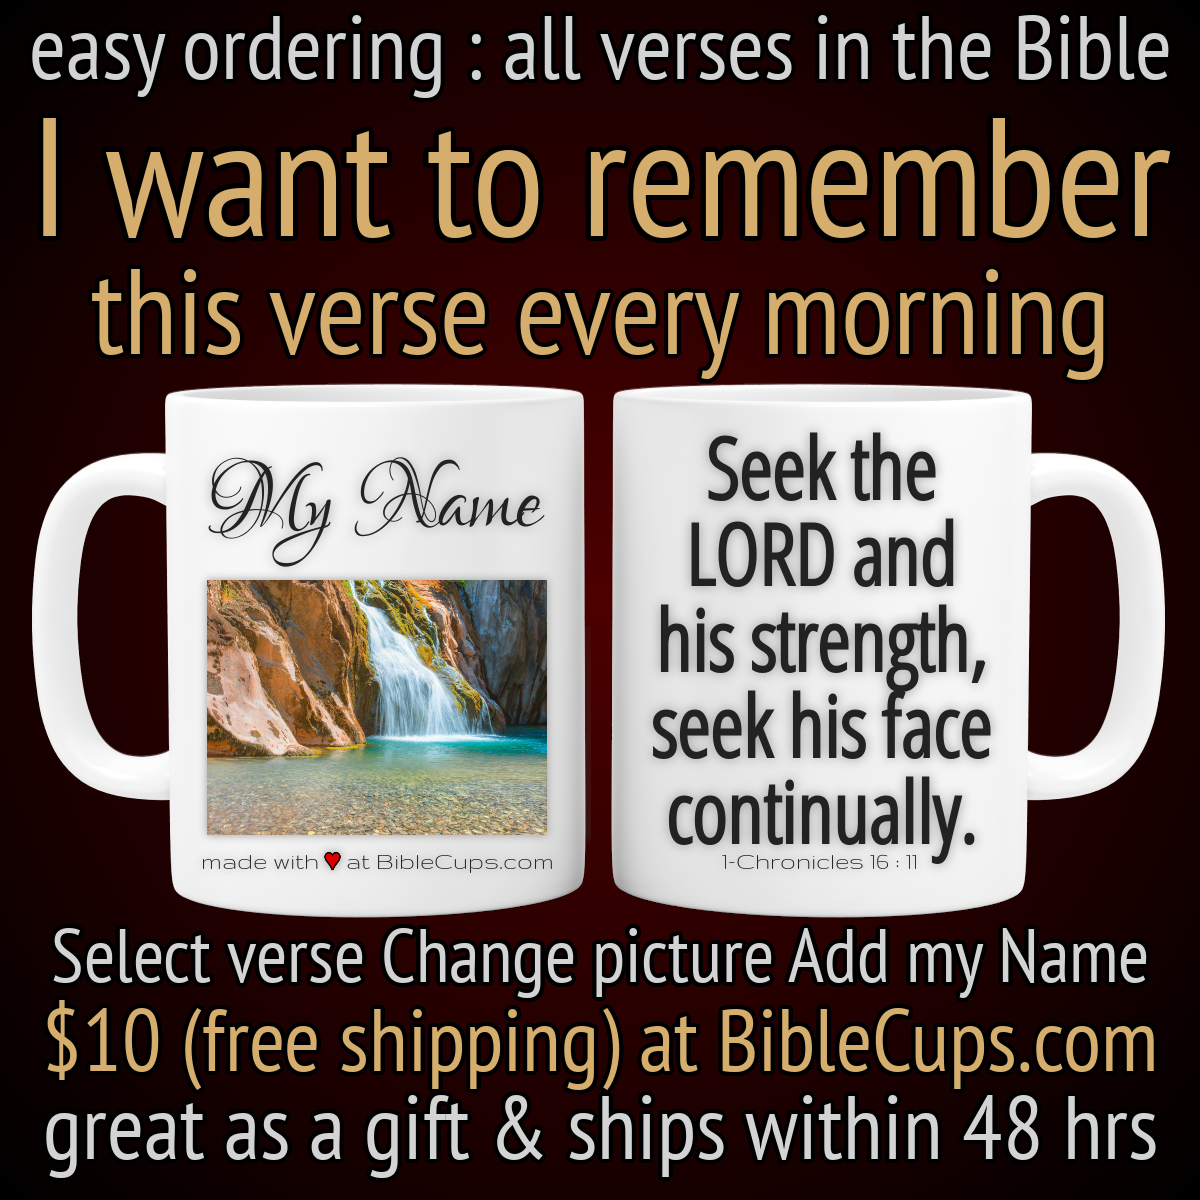 easy ordering : all verses in the Bible
I want to remember
this verse every morning
My Name
made with ❤ at BibleCups.com
Seek the
LORD and
his strength,
seek his face
continually.
1-Chronicles 16 : 11
Select verse Change picture Add my Name
$10 (free shipping) at BibleCups.com
great as a gift & ships within 48 hrs